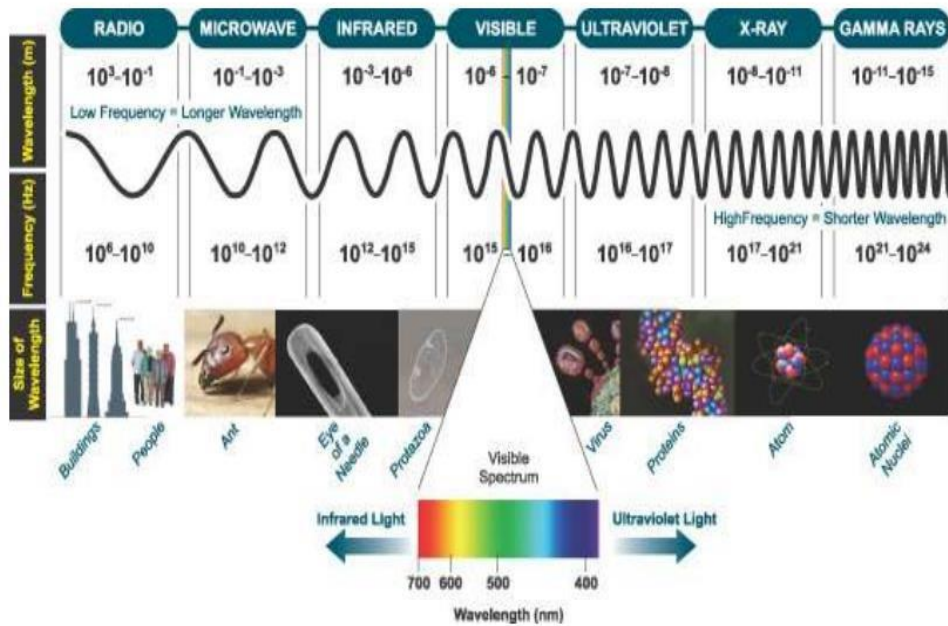 RADIO MICROWAVE INFRARED VISIBLE ULTRAVIOLET X-RAY GAMMA RAYS
Wavelength (m)
10³-10⁻¹ 10⁻¹-10⁻³ 10⁻³-10⁻⁶ 10⁻⁶ 10⁻⁷ 10⁻⁷-10⁻⁸ 10⁻⁸-10⁻¹¹ 10⁻¹¹-10⁻¹⁵
Low Frequency = Longer Wavelength
Frequency (Hz)
HighFrequency = Shorter Wavelength
10⁶-10¹⁰ 10¹⁰-10¹² 10¹²-10¹⁵ 10¹⁵ 10¹⁶ 10¹⁶-10¹⁷ 10¹⁷-10²¹ 10²¹-10²⁴
Size of
Wavelength
Buildings
People
Ant
Eye
of a
Needle
Protazoa
Virus
Proteins
Atom
Atomic
Nuclei
Visible
Spectrum
Infrared Light
Ultraviolet Light
700 600 500 400
Wavelength (nm)